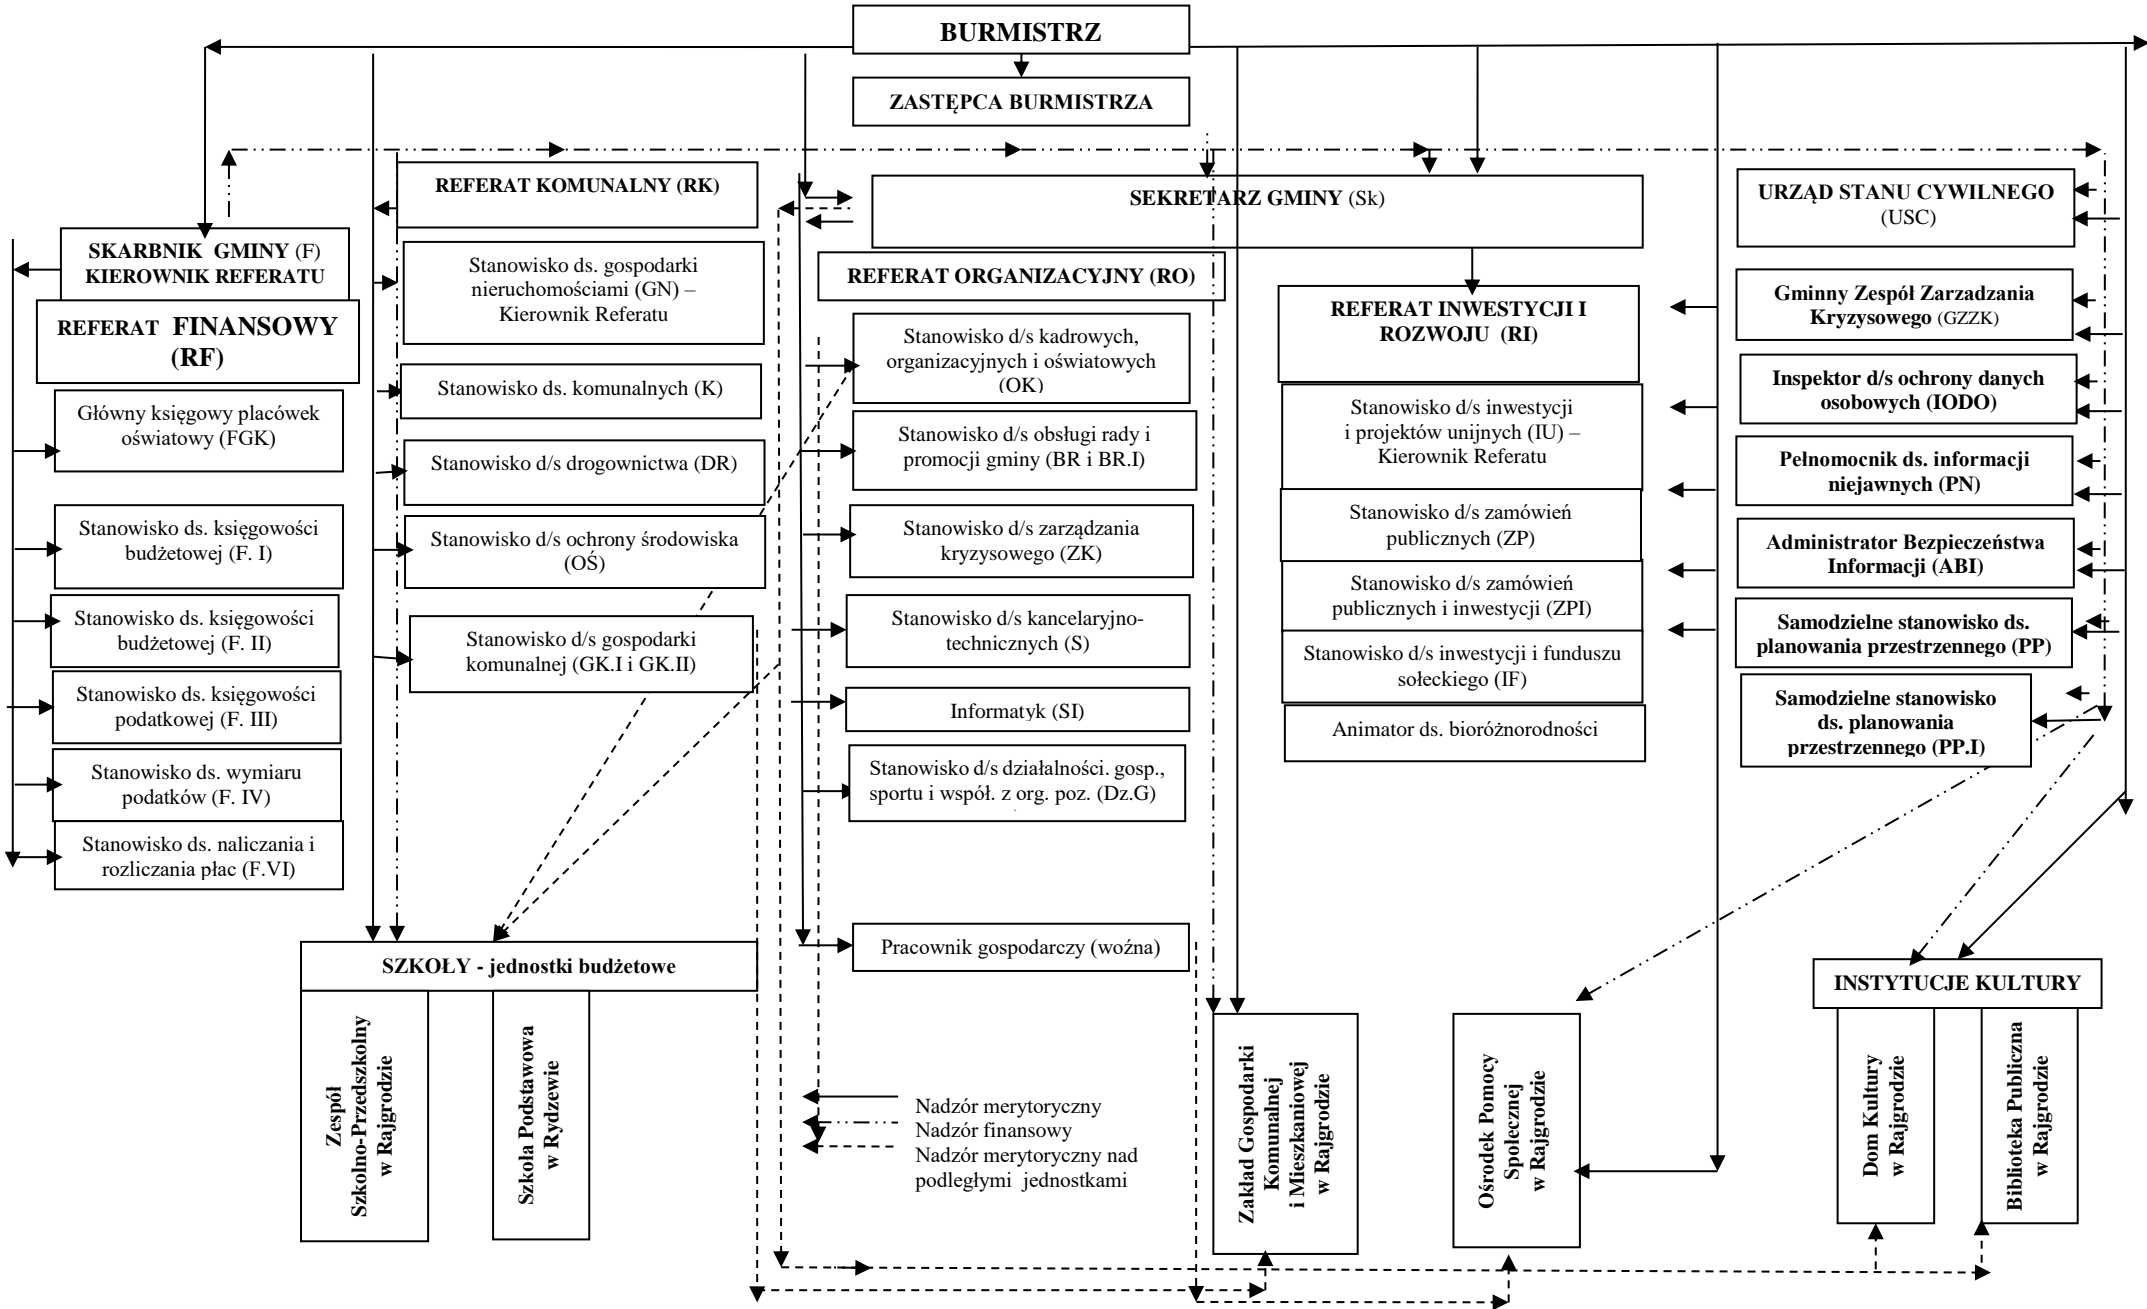 BURMISTRZ
ZASTĘPCA BURMISTRZA
SKARBNIK GMINY (F)
KIEROWNIK REFERATU
REFERAT FINANSOWY
(RF)
Główny księgowy placówek
oświatowy (FGK)
Stanowisko ds. księgowości
budżetowej (F. I)
Stanowisko ds. księgowości
budżetowej (F. II)
Stanowisko ds. księgowości
podatkowej (F. III)
Stanowisko ds. wymiaru
podatków (F. IV)
Stanowisko ds. naliczania i
rozliczania płac (F.VI)
REFERAT KOMUNALNY (RK)
Stanowisko ds. gospodarki
nieruchomościami (GN) –
Kierownik Referatu
Stanowisko ds. komunalnych (K)
Stanowisko d/s drogownictwa (DR)
Stanowisko d/s ochrony środowiska
(OŚ)
Stanowisko d/s gospodarki
komunalnej (GK.I i GK.II)
SEKRETARZ GMINY (Sk)
REFERAT ORGANIZACYJNY (RO)
Stanowisko d/s kadrowych,
organizacyjnych i oświatowych
(OK)
Stanowisko d/s obsługi rady i
promocji gminy (BR i BR.I)
Stanowisko d/s zarządzania
kryzysowego (ZK)
Stanowisko d/s kancelaryjno-
technicznych (S)
Informatyk (SI)
Stanowisko d/s działalności. gosp.,
sportu i współ. z org. poz. (Dz.G)
Pracownik gospodarczy (woźna)
REFERAT INWESTYCJI I
ROZWOJU (RI)
Stanowisko d/s inwestycji
i projektów unijnych (IU) –
Kierownik Referatu
Stanowisko d/s zamówień
publicznych (ZP)
Stanowisko d/s zamówień
publicznych i inwestycji (ZPI)
Stanowisko d/s inwestycji i funduszu
sołeckiego (IF)
Animator ds. bioróżnorodności
URZĄD STANU CYWILNEGO
(USC)
Gminny Zespół Zarzadzania
Kryzysowego (GZZK)
Inspektor d/s ochrony danych
osobowych (IODO)
Pełnomocnik ds. informacji
niejawnych (PN)
Administrator Bezpieczeństwa
Informacji (ABI)
Samodzielne stanowisko ds.
planowania przestrzennego (PP)
Samodzielne stanowisko
ds. planowania
przestrzennego (PP.I)
SZKOŁY - jednostki budżetowe
Zespół
Szkolno-Przedszkolny
w Rajgrodzie
Szkoła Podstawowa
w Rydzewie
Nadzór merytoryczny
Nadzór finansowy
Nadzór merytoryczny nad
podległymi jednostkami
Zakład Gospodarki
Komunalnej
i Mieszkaniowej
w Rajgrodzie
Ośrodek Pomocy
Społecznej
w Rajgrodzie
INSTYTUCJE KULTURY
Dom Kultury
w Rajgrodzie
Biblioteka Publiczna
w Rajgrodzie